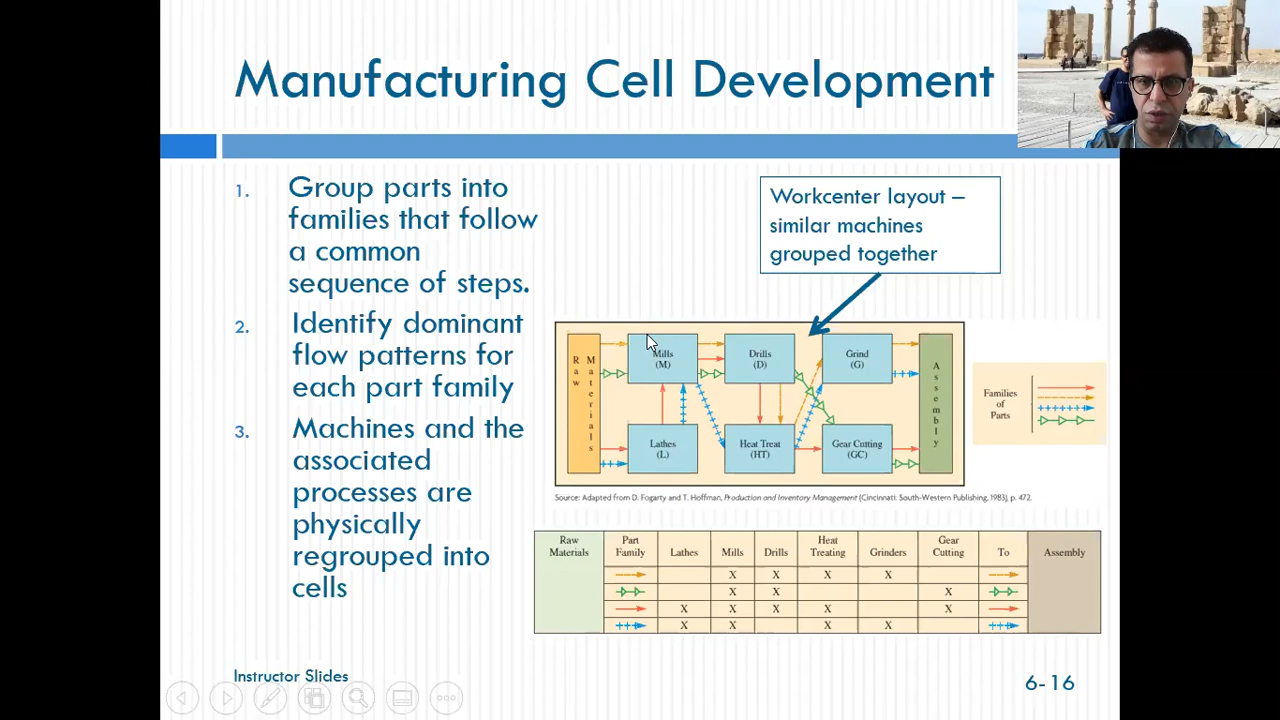 Manufacturing Cell Development
1. Group parts into
families that follow
a common
sequence of steps.
2. Identify dominant
flow patterns for
each part family
3. Machines and the
associated
processes are
physically
regrouped into
cells
Workcenter layout –
similar machines
grouped together
Raw Materials
Mills
(M)
Drills
(D)
Grind
(G)
Lathes
(L)
Heat Treat
(HT)
Gear Cutting
(GC)
Assembly
Families
of
Parts
Source: Adapted from D. Fogarty and T. Hoffman, Production and Inventory Management (Cincinnati: South-Western Publishing, 1983), p. 472.
Raw Materials Part Family Lathes Mills Drills Heat Treating Grinders Gear Cutting To Assembly
X X X X
X X X
X X X X X
X X X X
Instructor Slides
6-16